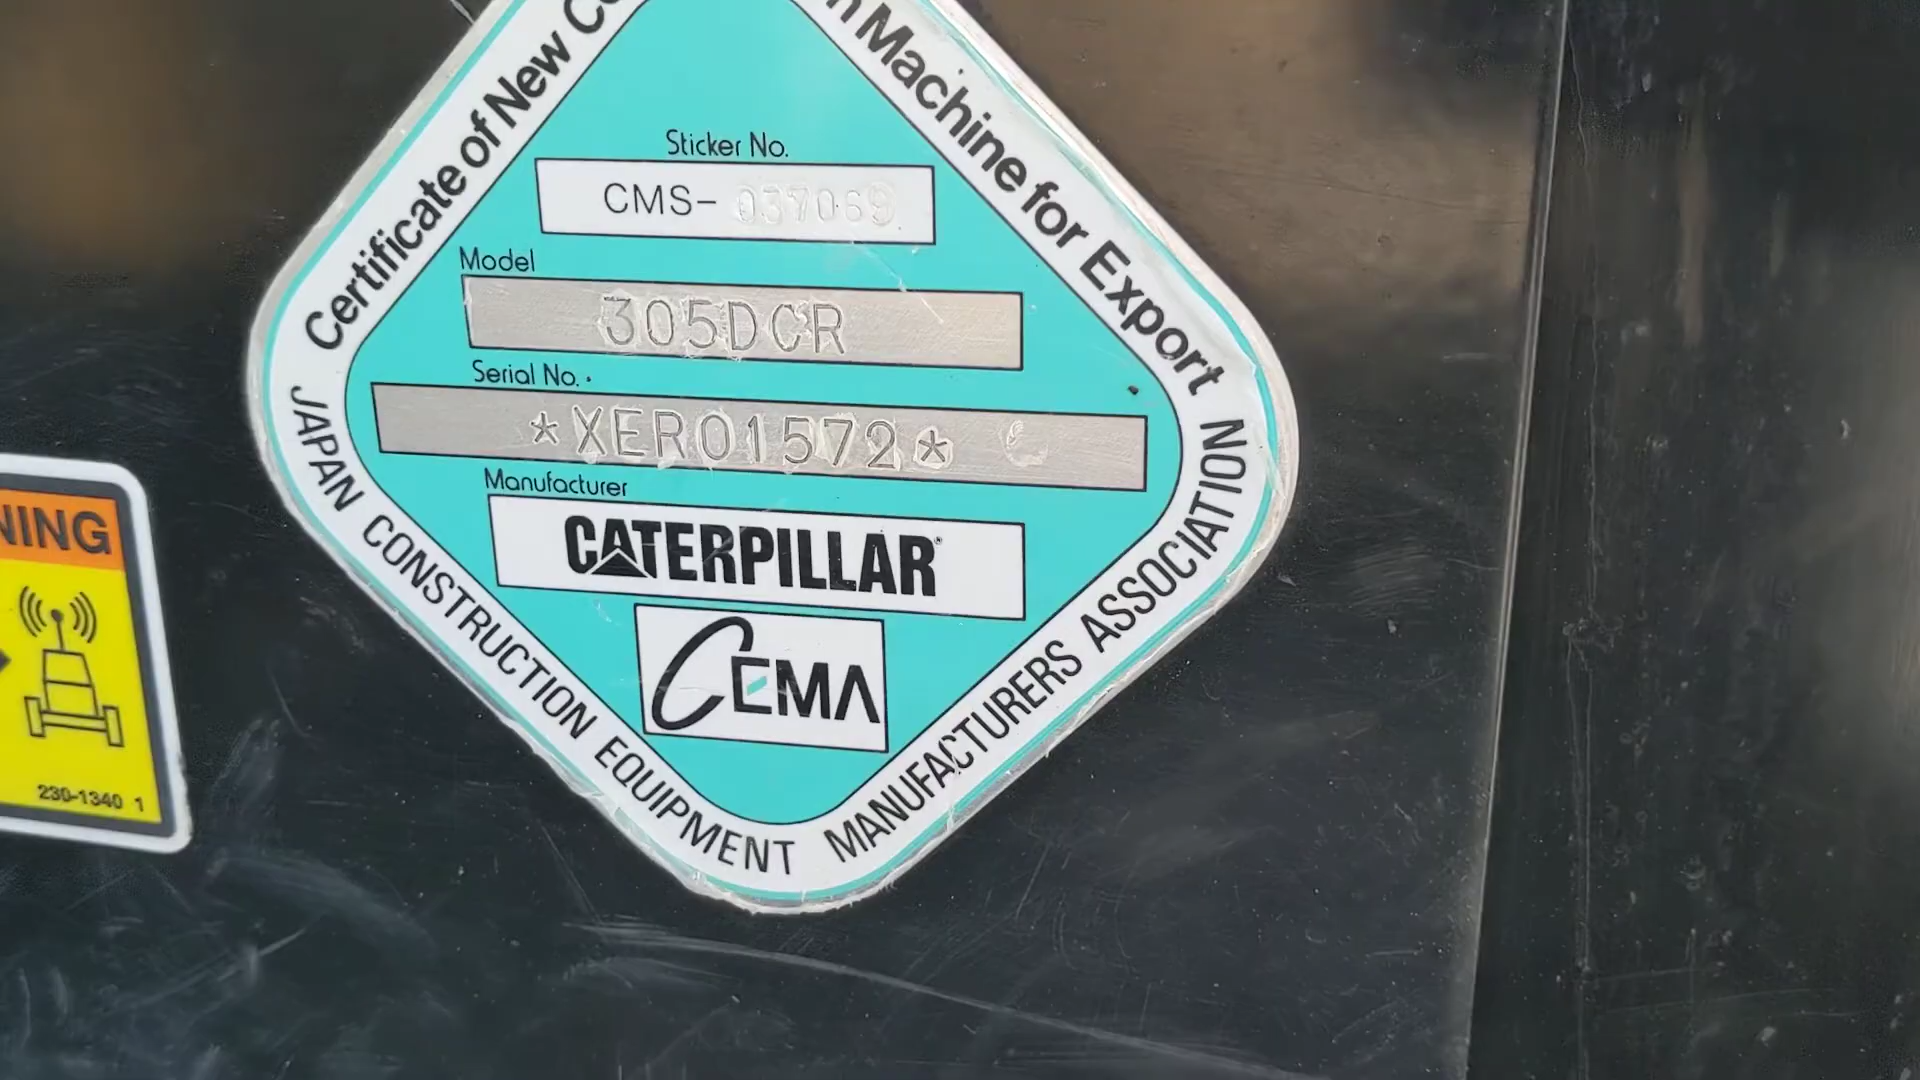 Certificate of New
Machine for Export
Sticker No.
CMS-037069
Model
305DCR
Serial No.
*XER01572*
Manufacturer
CATERPILLAR
CEMA
JAPAN CONSTRUCTION EQUIPMENT MANUFACTURERS ASSOCIATION
NING
230-1340 1